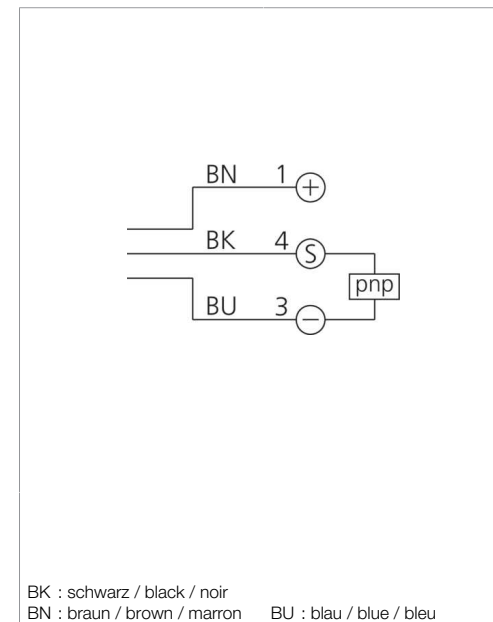 BN 1 +
BK 4 S
pnp
BU 3 −
BK : schwarz / black / noir
BN : braun / brown / marron BU : blau / blue / bleu